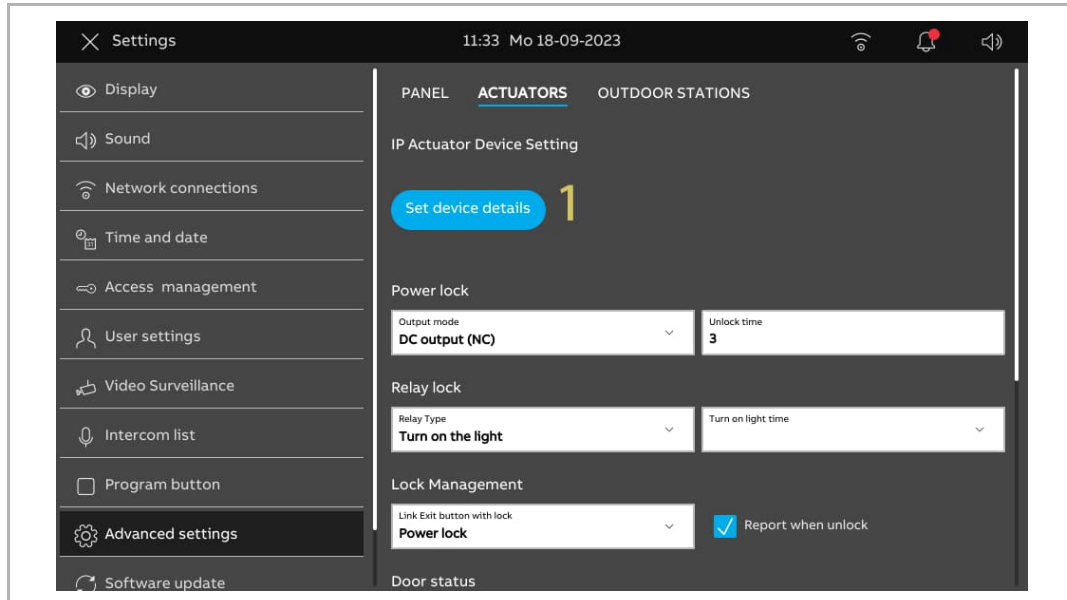 Settings
11:33 Mo 18-09-2023
Display
Sound
Network connections
Time and date
Access management
User settings
Video Surveillance
Intercom list
Program button
Advanced settings
Software update
PANEL ACTUATORS OUTDOOR STATIONS
IP Actuator Device Setting
Set device details
1
Power lock
Output mode
DC output (NC)
Unlock time
3
Relay lock
Relay Type
Turn on the light
Turn on light time
Lock Management
Link Exit button with lock
Power lock
Report when unlock
Door status